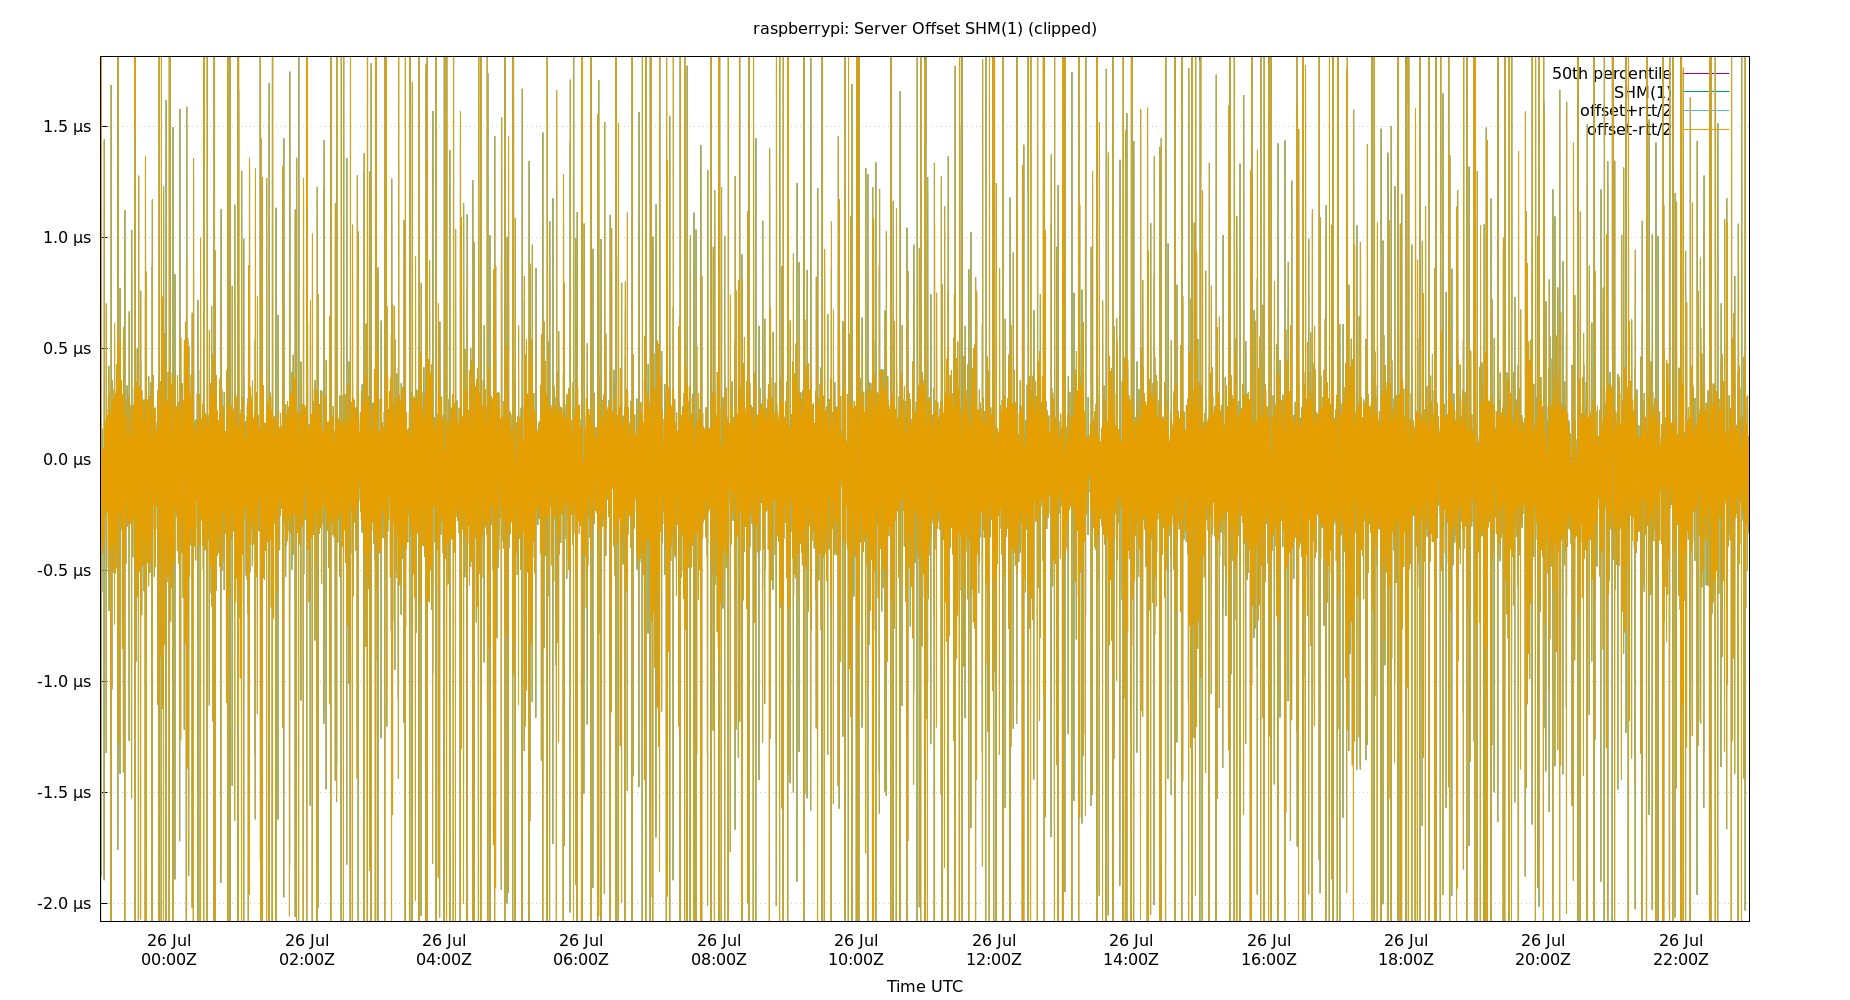 raspberrypi: Server Offset SHM(1) (clipped)
50th percentile
SHM(1)
offset+rtt/2
offset-rtt/2
1.5 µs
1.0 µs
0.5 µs
0.0 µs
-0.5 µs
-1.0 µs
-1.5 µs
-2.0 µs
26 Jul 26 Jul 26 Jul 26 Jul 26 Jul 26 Jul 26 Jul 26 Jul 26 Jul 26 Jul 26 Jul 26 Jul
00:00Z 02:00Z 04:00Z 06:00Z 08:00Z 10:00Z 12:00Z 14:00Z 16:00Z 18:00Z 20:00Z 22:00Z
Time UTC